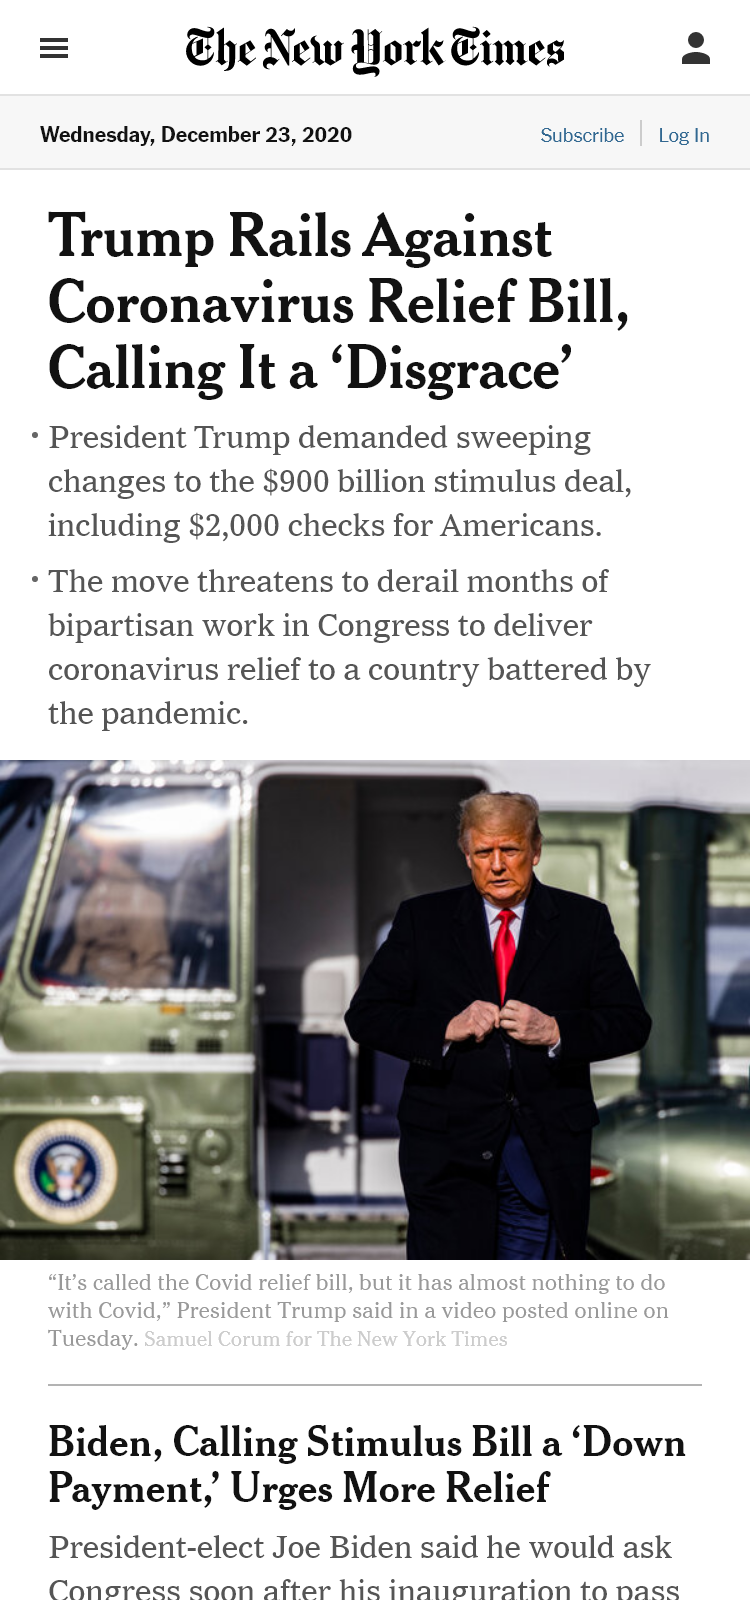 The New York Times
Wednesday, December 23, 2020
Subscribe
Log In
Trump Rails Against
Coronavirus Relief Bill,
Calling It a ‘Disgrace’
• President Trump demanded sweeping
changes to the $900 billion stimulus deal,
including $2,000 checks for Americans.
• The move threatens to derail months of
bipartisan work in Congress to deliver
coronavirus relief to a country battered by
the pandemic.
“It’s called the Covid relief bill, but it has almost nothing to do
with Covid,” President Trump said in a video posted online on
Tuesday. Samuel Corum for The New York Times
Biden, Calling Stimulus Bill a ‘Down
Payment,’ Urges More Relief
President-elect Joe Biden said he would ask
Congress soon after his inauguration to pass